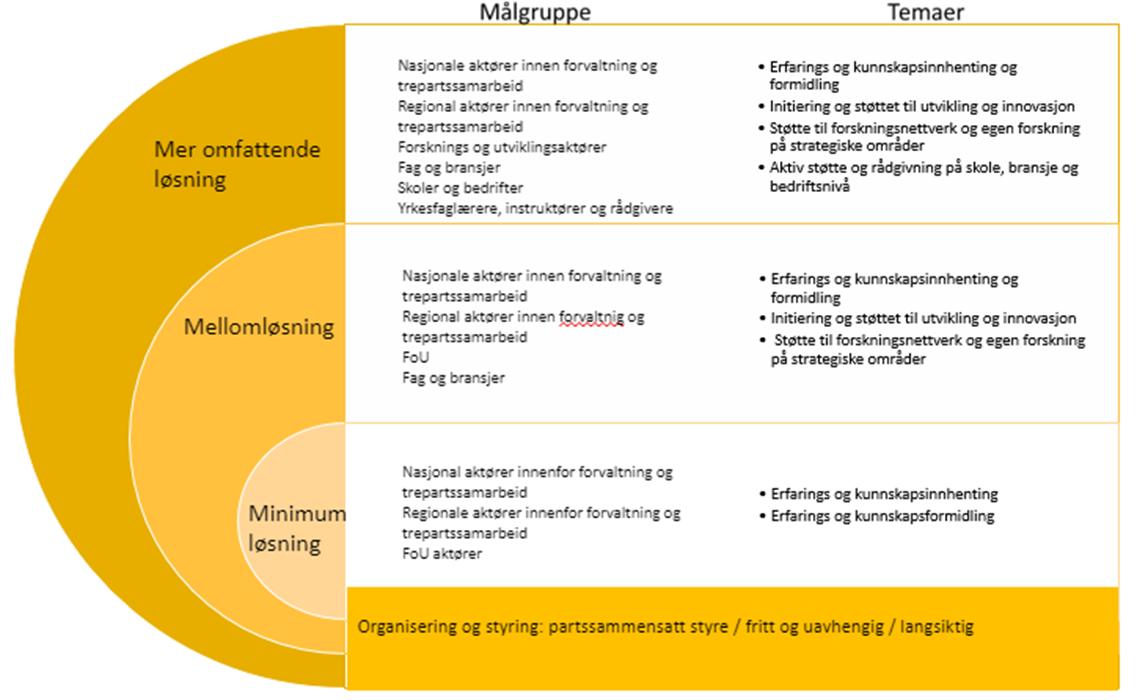 Målgruppe
Temaer
Mer omfattende
løsning
Nasjonale aktører innen forvaltning og
trepartssamarbeid
Regional aktører innen forvaltning og
trepartssamarbeid
Forsknings og utviklingsaktører
Fag og bransjer
Skoler og bedrifter
Yrkesfaglærere, instruktører og rådgivere
• Erfarings og kunnskapsinnhenting og
formidling
• Initiering og støttet til utvikling og innovasjon
• Støtte til forskningsnettverk og egen forskning
på strategiske områder
• Aktiv støtte og rådgivning på skole, bransje og
bedriftsnivå
Mellomløsning
Nasjonale aktører innen forvaltning og
trepartssamarbeid
Regional aktører innen forvaltnig og
trepartssamarbeid
FoU
Fag og bransjer
• Erfarings og kunnskapsinnhenting og
formidling
• Initiering og støttet til utvikling og innovasjon
• Støtte til forskningsnettverk og egen forskning
på strategiske områder
Minimum
løsning
Nasjonal aktører innenfor forvaltning og
trepartssamarbeid
Regionale aktører innenfor forvaltning og
trepartssamarbeid
FoU aktører
• Erfarings og kunnskapsinnhenting
• Erfarings og kunnskapsformidling
Organisering og styring: partssammensatt styre / fritt og uavhengig / langsiktig